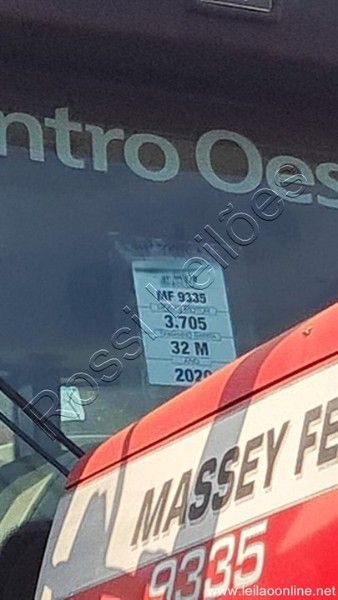 ntro Oes
MF 9335
3.705
32 M
ANO
2020
MASSEY FE
9335
Rossi Leilões
www.leilaoonline.net